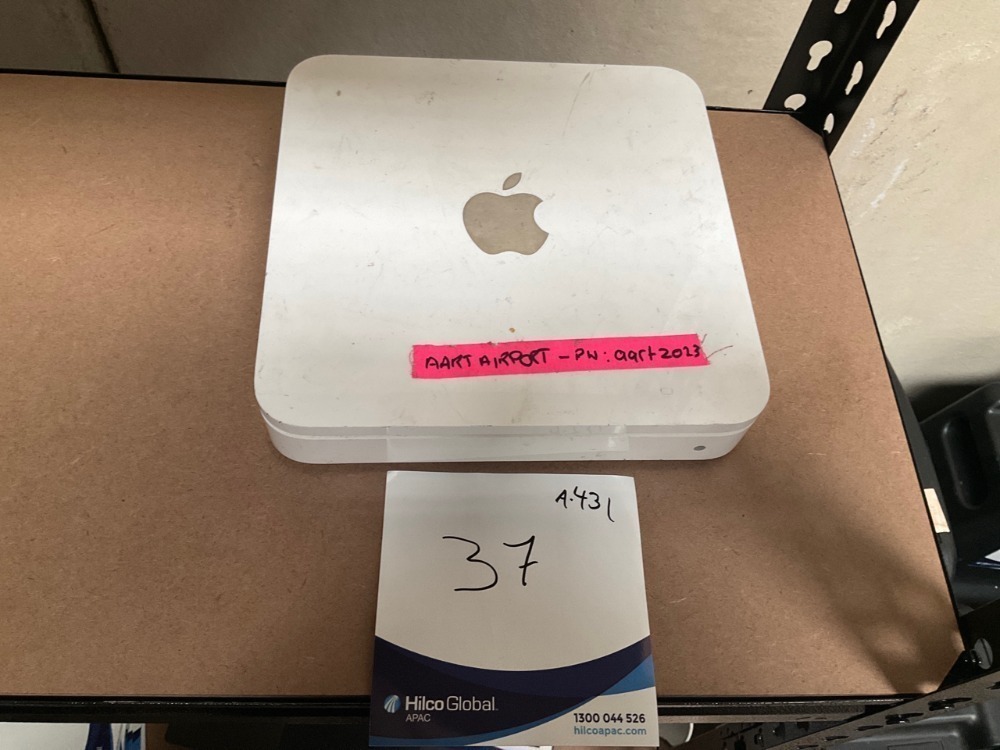 AART AIRPORT - PW: aart2023
A.431
37
Hilco Global.
APAC
1300 044 526
hilcoapac.com